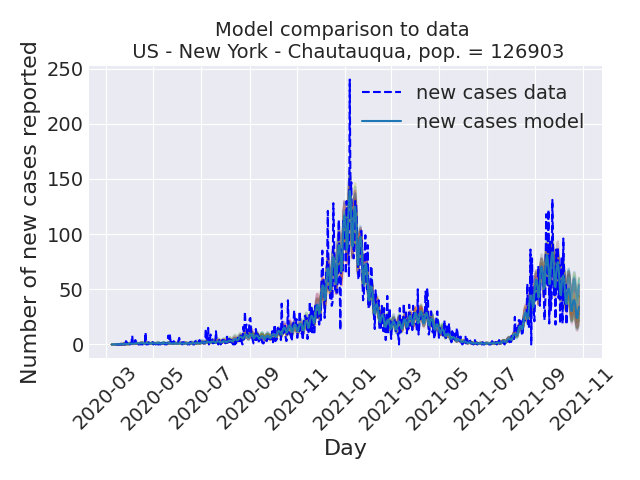 Model comparison to data
US - New York - Chautauqua, pop. = 126903
Number of new cases reported
250
200
150
100
50
0
new cases data
new cases model
2020-03
2020-05
2020-07
2020-09
2020-11
2021-01
2021-03
2021-05
2021-07
2021-09
2021-11
Day